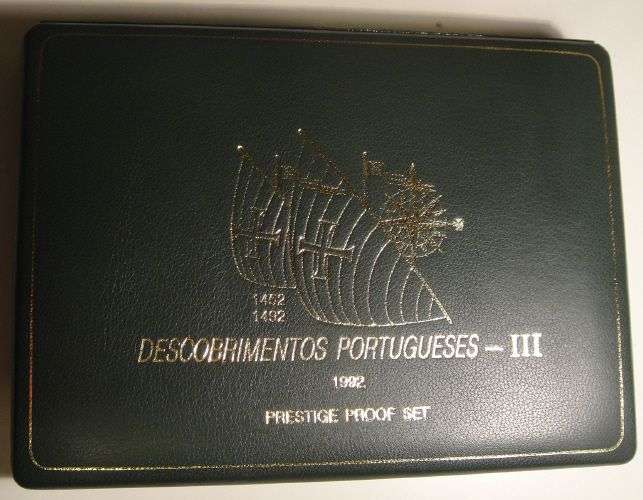 1452
1492
DESCOBRIMENTOS PORTUGUESES - III
1992
PRESTIGE PROOF SET